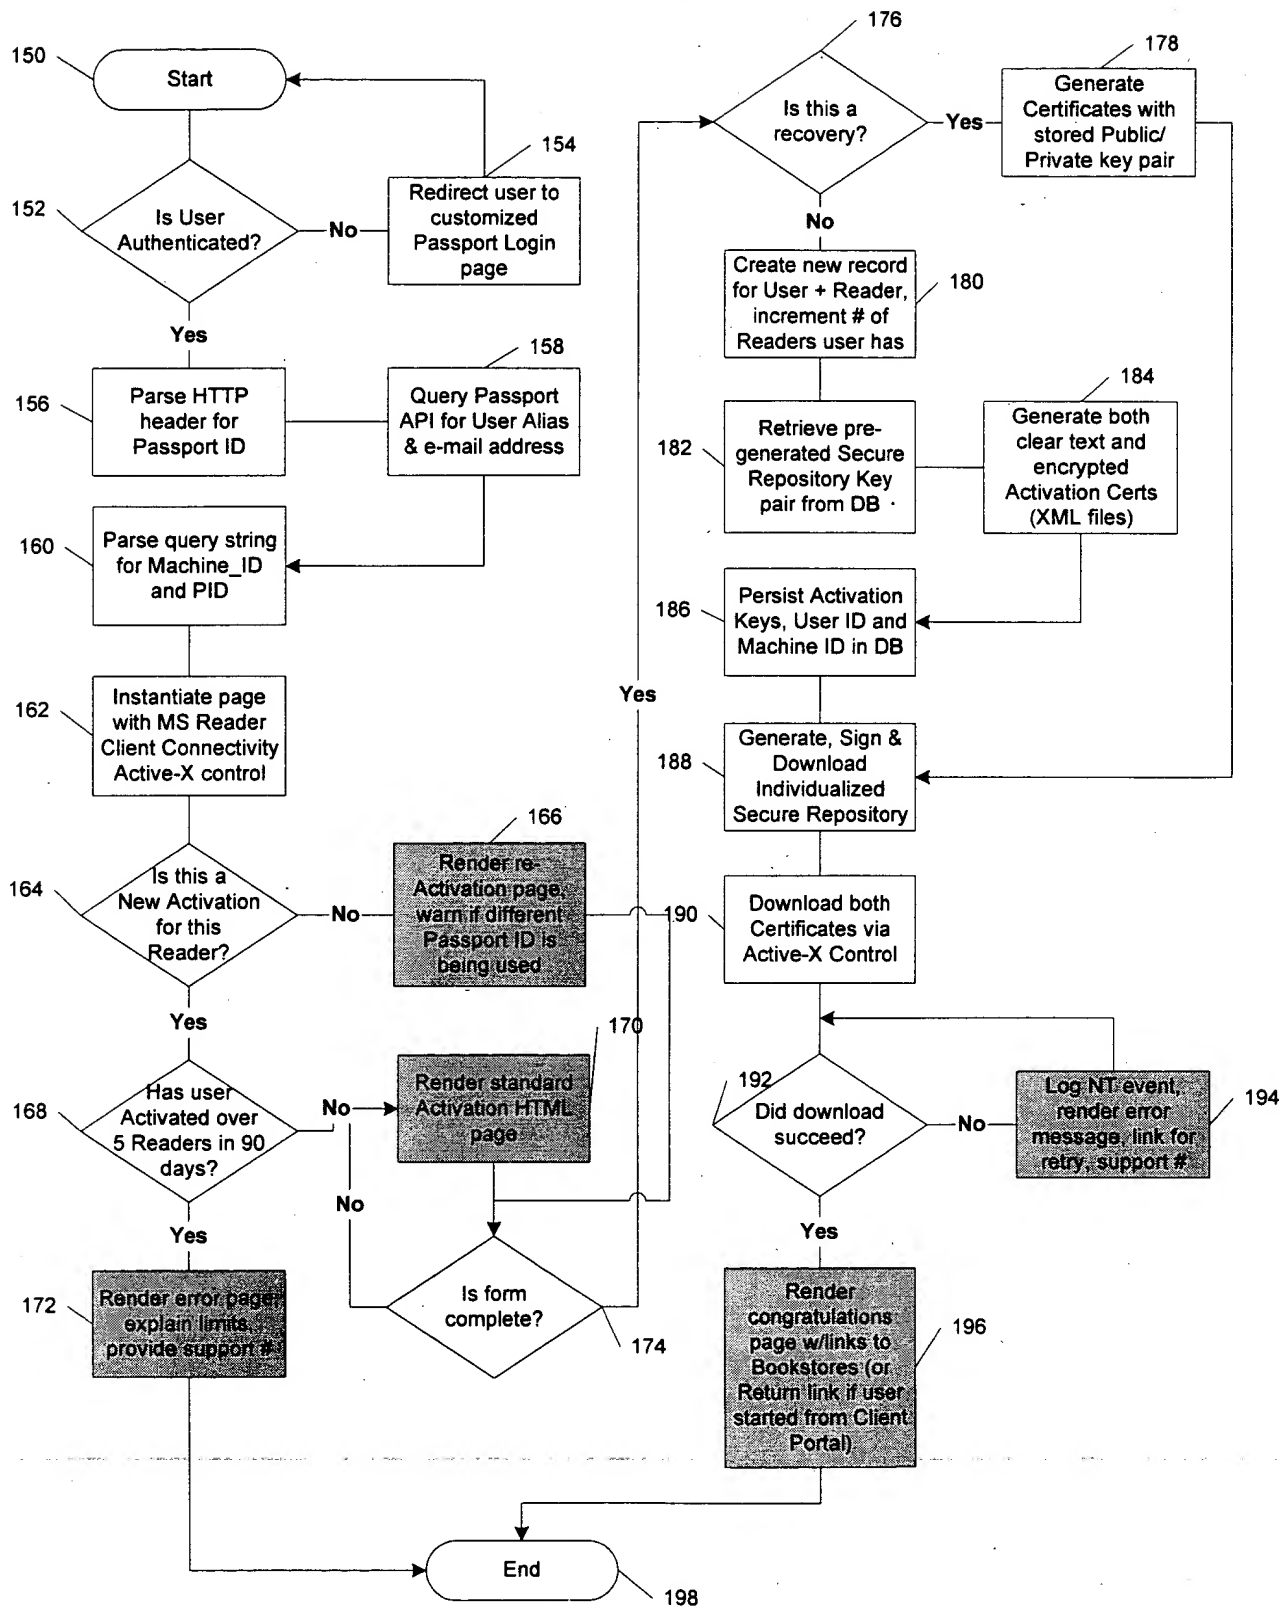 150
Start
152
Is User
Authenticated?
No
154
Redirect user to
customized
Passport Login
page
Yes
156
Parse HTTP
header for
Passport ID
158
Query Passport
API for User Alias
& e-mail address
160
Parse query string
for Machine_ID
and PID
162
Instantiate page
with MS Reader
Client Connectivity
Active-X control
164
Is this a
New Activation
for this
Reader?
No
166
Render re-
Activation page,
warn if different
Passport ID is
being used
Yes
168
Has user
Activated over
5 Readers in 90
days?
No
170
Render standard
Activation HTML
page
No
Yes
172
Render error page,
explain limits,
provide support #
Is form
complete?
174
Yes
176
Is this a
recovery?
Yes
178
Generate
Certificates with
stored Public/
Private key pair
No
Create new record
for User + Reader,
increment # of
Readers user has
180
182
Retrieve pre-
generated Secure
Repository Key
pair from DB
184
Generate both
clear text and
encrypted
Activation Certs
(XML files)
186
Persist Activation
Keys, User ID and
Machine ID in DB
188
Generate, Sign &
Download
Individualized
Secure Repository
190
Download both
Certificates via
Active-X Control
192
Did download
succeed?
No
Log NT event,
render error
message, link for
retry, support #
194
Yes
Render
congratulations
page w/links to
Bookstores (or
Return link if user
started from Client
Portal)
196
End
198